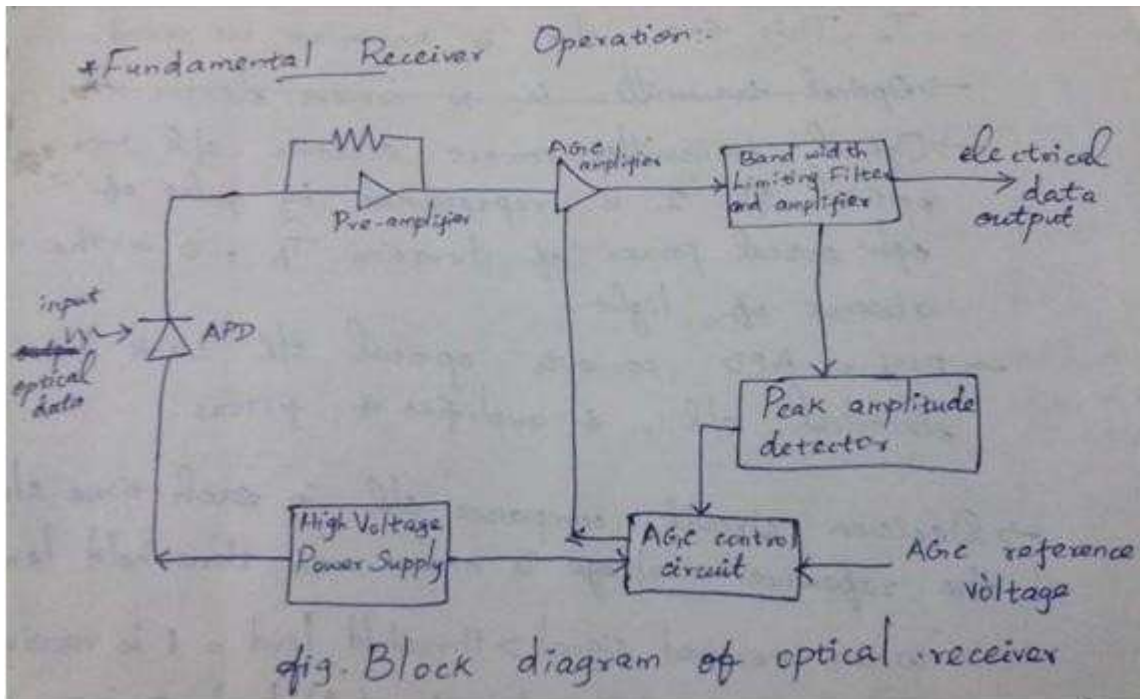 *Fundamental Receiver Operation:-
AGC
amplifier
Pre-amplifier
Band width
Limiting Filter
and amplifier
electrical
data
output
input
optical
data
APD
Peak amplitude
detector
High Voltage
Power Supply
AGC control
circuit
AGC reference
voltage
fig. Block diagram of optical receiver